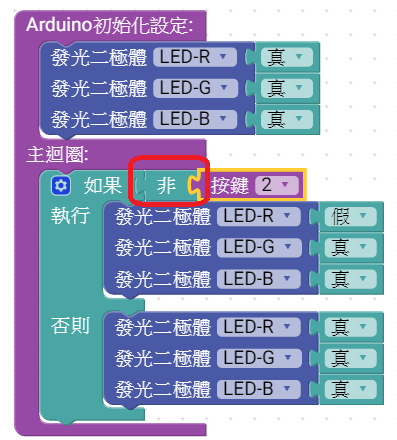 Arduino初始化設定:
發光二極體 LED-R 真
發光二極體 LED-G 真
發光二極體 LED-B 真
主迴圈:
如果 非 按鍵 2
執行 發光二極體 LED-R 假
發光二極體 LED-G 真
發光二極體 LED-B 真
否則 發光二極體 LED-R 真
發光二極體 LED-G 真
發光二極體 LED-B 真